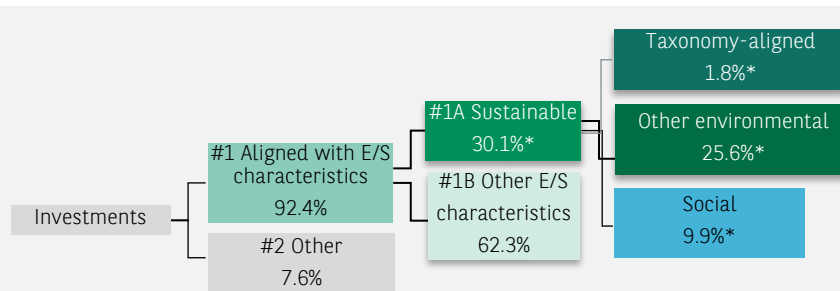 Investments
#1 Aligned with E/S
characteristics
92.4%
#2 Other
7.6%
#1A Sustainable
30.1%*
#1B Other E/S
characteristics
62.3%
Taxonomy-aligned
1.8%*
Other environmental
25.6%*
Social
9.9%*